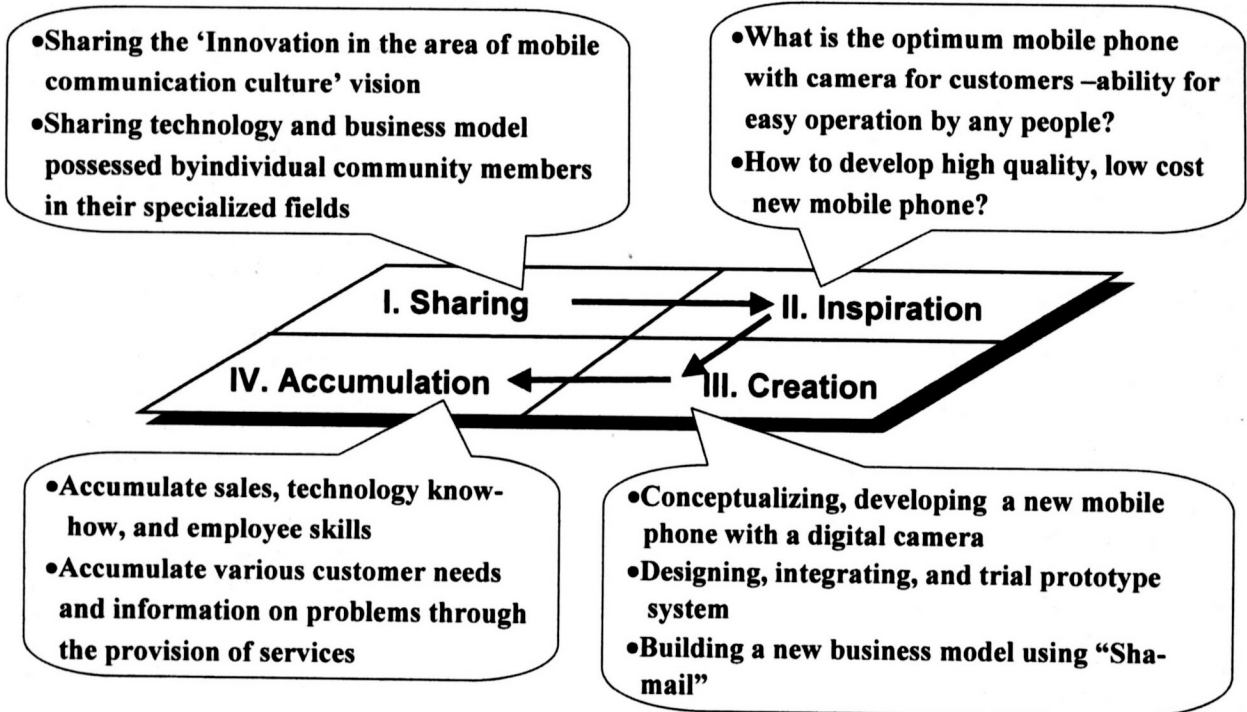 •Sharing the ‘Innovation in the area of mobile
communication culture’ vision
•Sharing technology and business model
possessed byindividual community members
in their specialized fields
•What is the optimum mobile phone
with camera for customers –ability for
easy operation by any people?
•How to develop high quality, low cost
new mobile phone?
I. Sharing
II. Inspiration
IV. Accumulation
III. Creation
•Accumulate sales, technology know-
how, and employee skills
•Accumulate various customer needs
and information on problems through
the provision of services
•Conceptualizing, developing a new mobile
phone with a digital camera
•Designing, integrating, and trial prototype
system
•Building a new business model using “Sha-
mail”